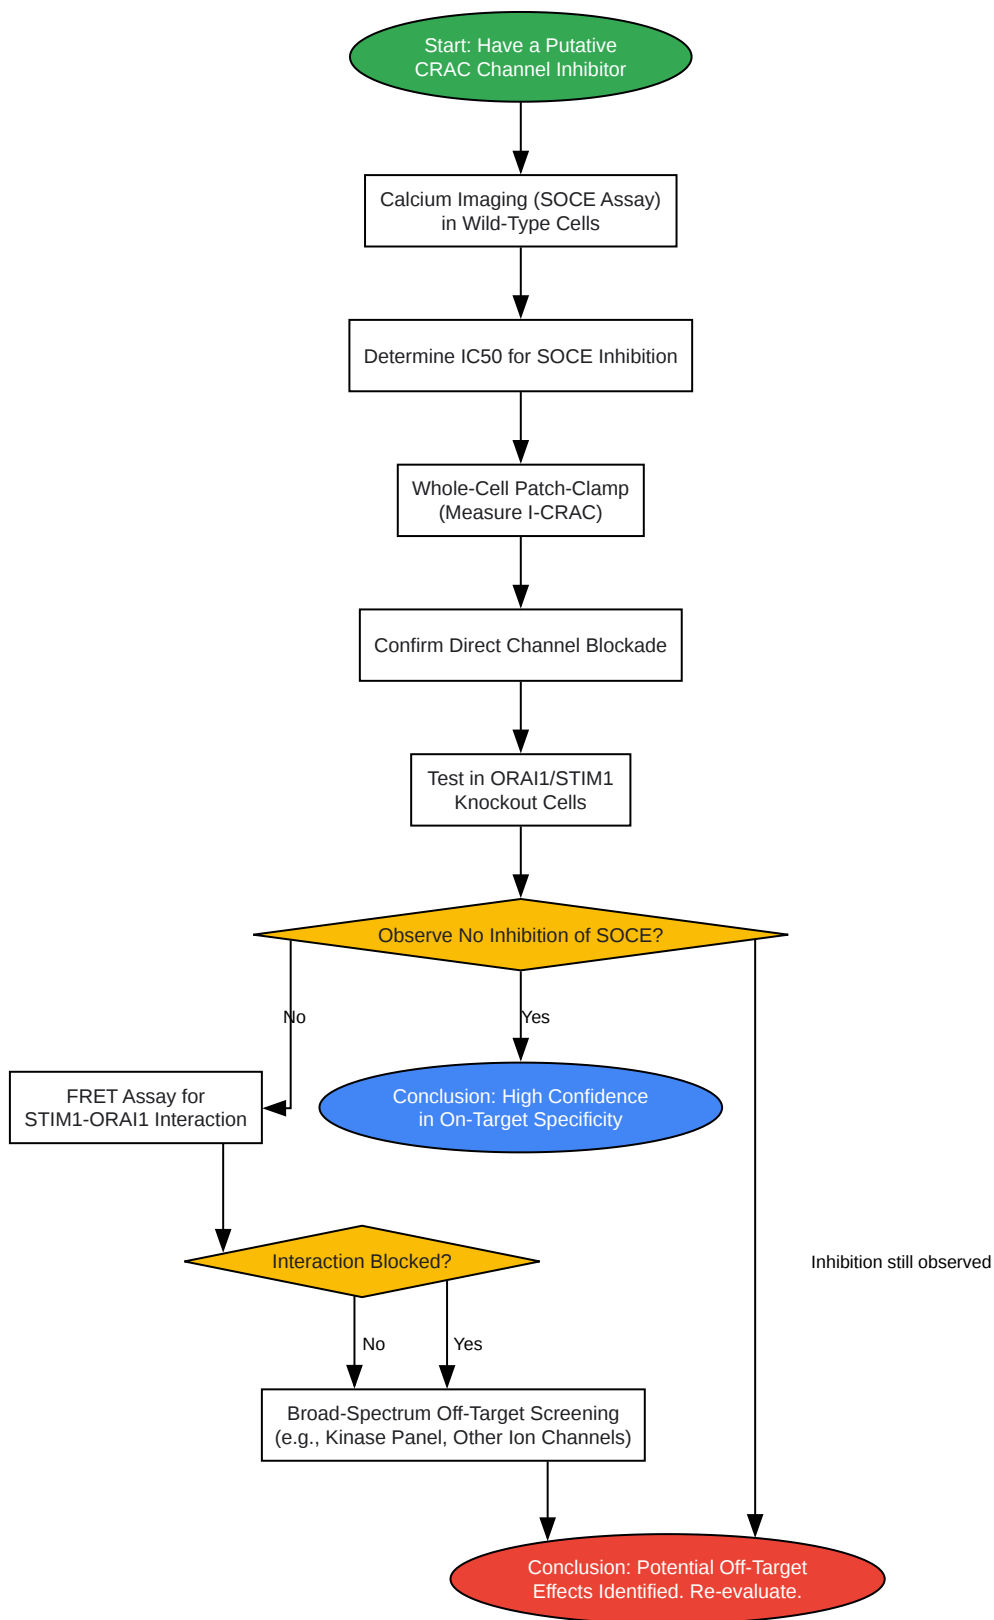 Start: Have a Putative
CRAC Channel Inhibitor
Calcium Imaging (SOCE Assay)
in Wild-Type Cells
Determine IC50 for SOCE Inhibition
Whole-Cell Patch-Clamp
(Measure I-CRAC)
Confirm Direct Channel Blockade
Test in ORAI1/STIM1
Knockout Cells
Observe No Inhibition of SOCE?
No
Yes
FRET Assay for
STIM1-ORAI1 Interaction
Conclusion: High Confidence
in On-Target Specificity
Interaction Blocked?
Inhibition still observed
No
Yes
Broad-Spectrum Off-Target Screening
(e.g., Kinase Panel, Other Ion Channels)
Conclusion: Potential Off-Target
Effects Identified. Re-evaluate.